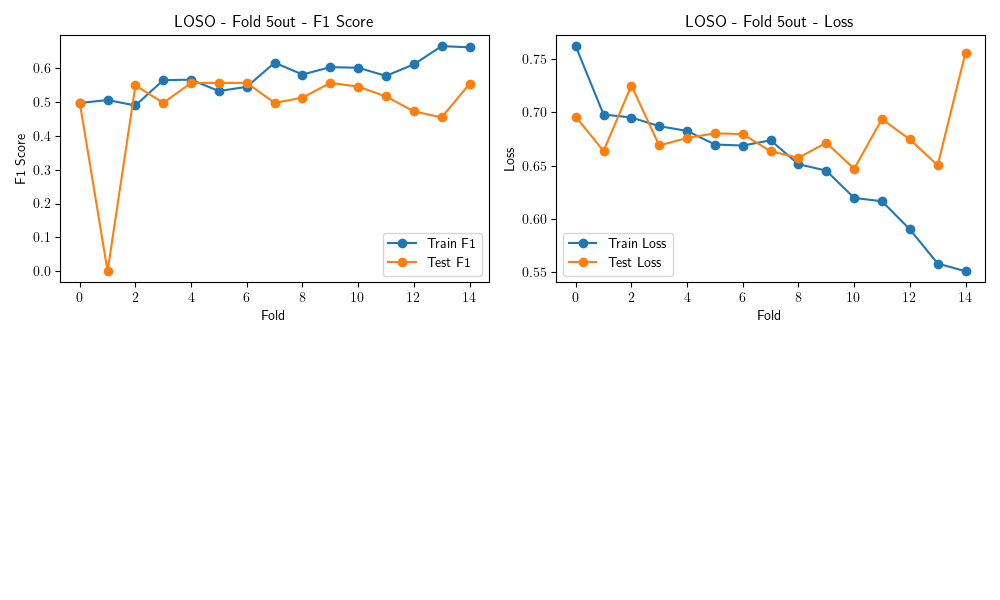 LOSO - Fold 5out - F1 Score
F1 Score
0.6
0.5
0.4
0.3
0.2
0.1
0.0
Train F1
Test F1
0 2 4 6 8 10 12 14
Fold
LOSO - Fold 5out - Loss
Loss
0.75
0.70
0.65
0.60
0.55
Train Loss
Test Loss
0 2 4 6 8 10 12 14
Fold